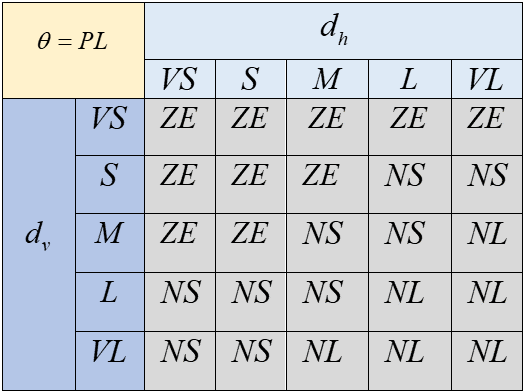 θ = PL
d_h
VS S M L VL
VS ZE ZE ZE ZE ZE
S ZE ZE ZE NS NS
d_v
M ZE ZE NS NS NL
L NS NS NS NL NL
VL NS NS NL NL NL